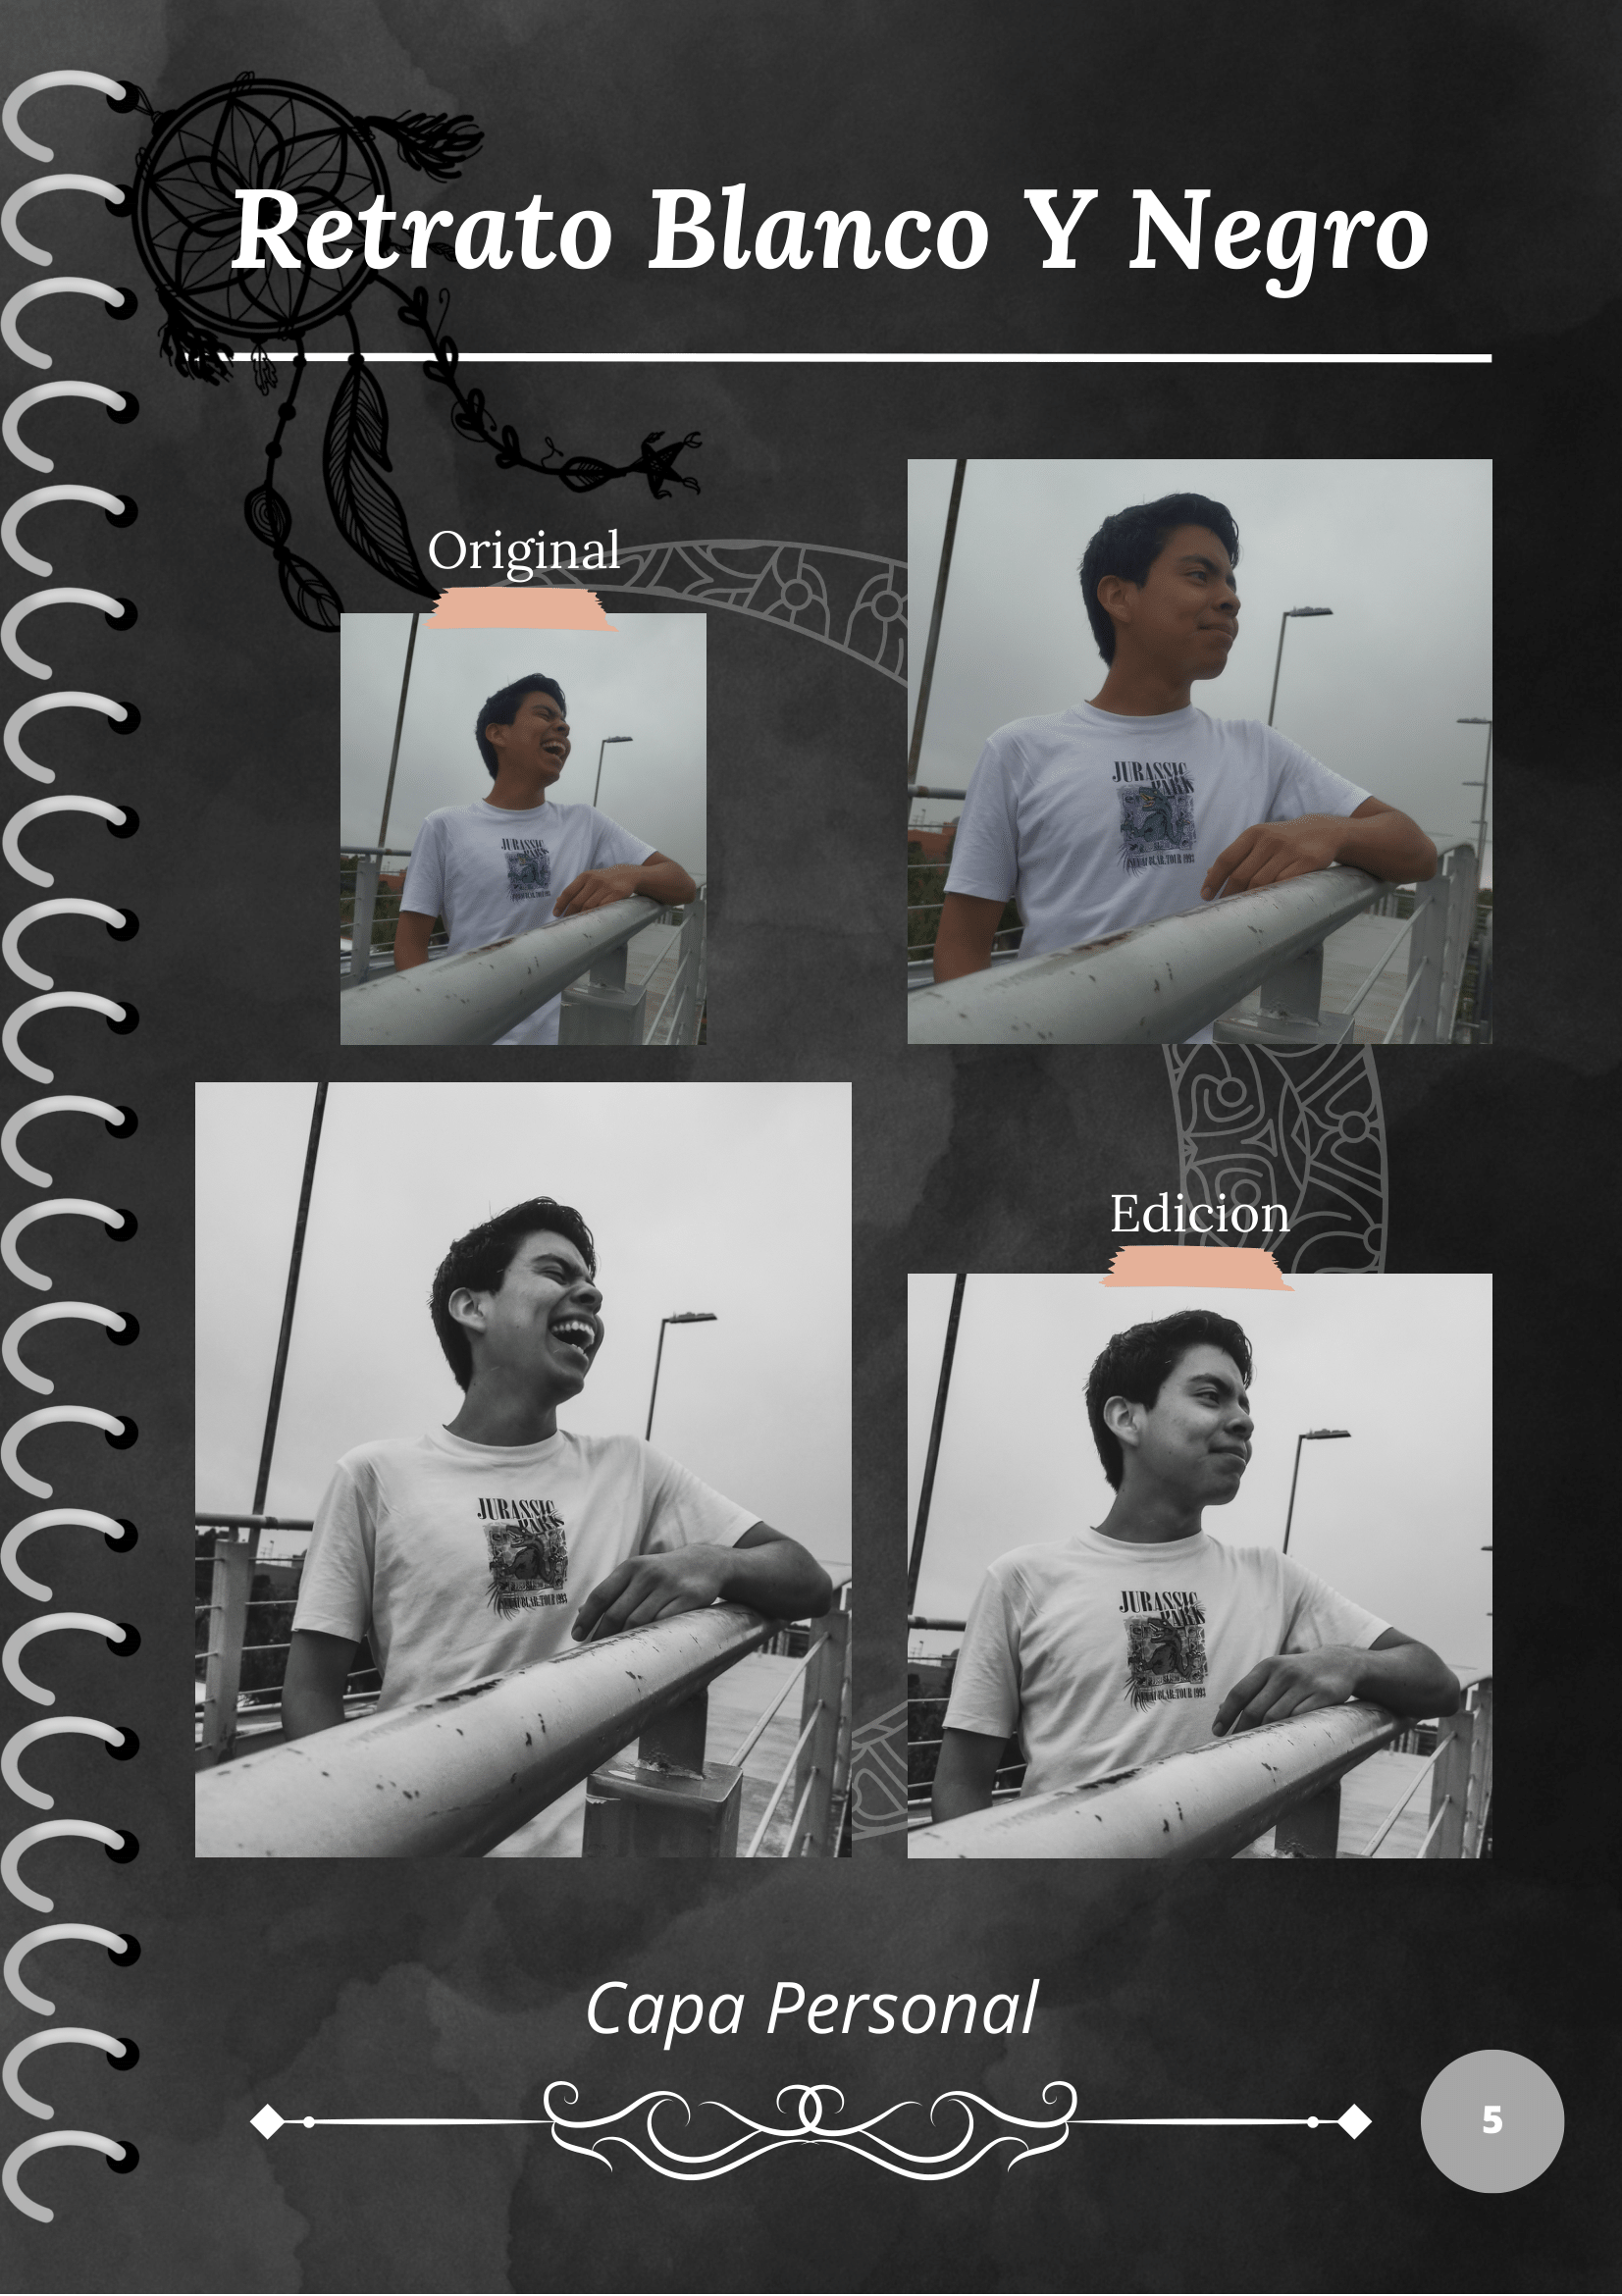 Retrato Blanco Y Negro
Original
JURASSIC
PARK
JURASSIC
PARK
Edicion
JURASSIC
PARK
JURASSIC
PARK
Capa Personal
5